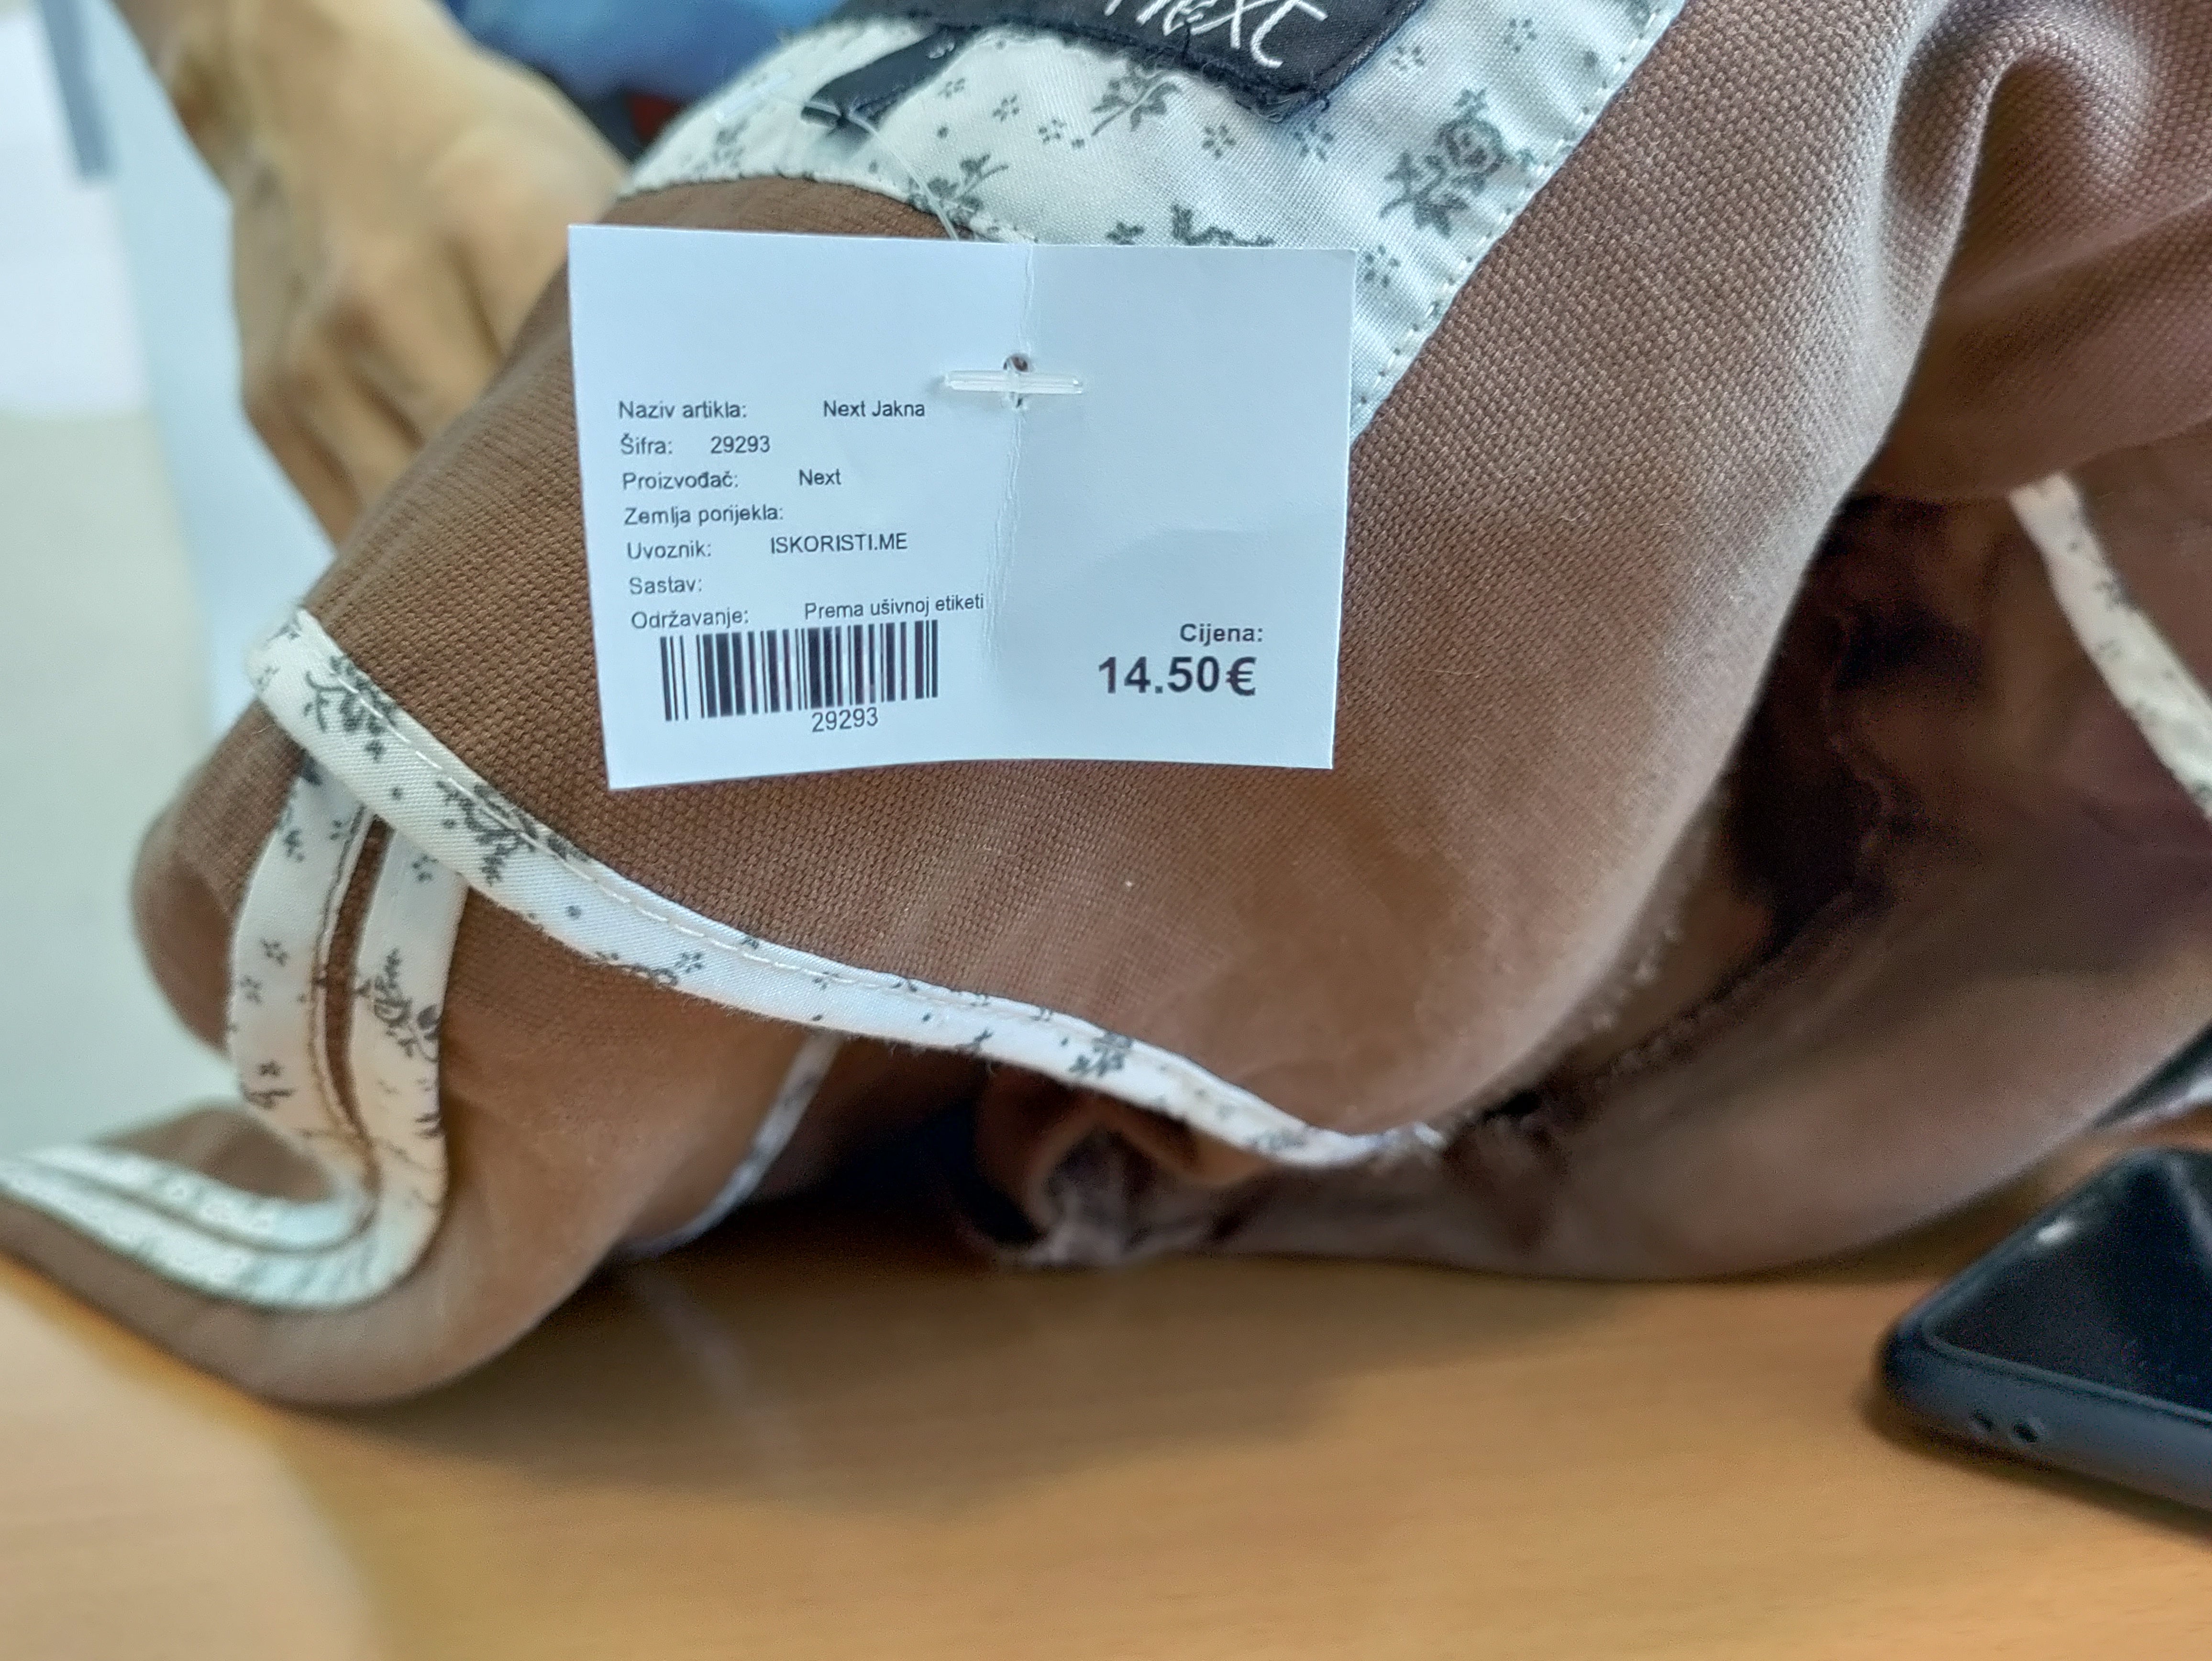 next
Naziv artikla: Next Jakna
Šifra: 29293
Proizvođač: Next
Zemlja porijekla:
Uvoznik: ISKORISTI.ME
Sastav:
Održavanje: Prema ušivnoj etiketi
29293
Cijena:
14.50€